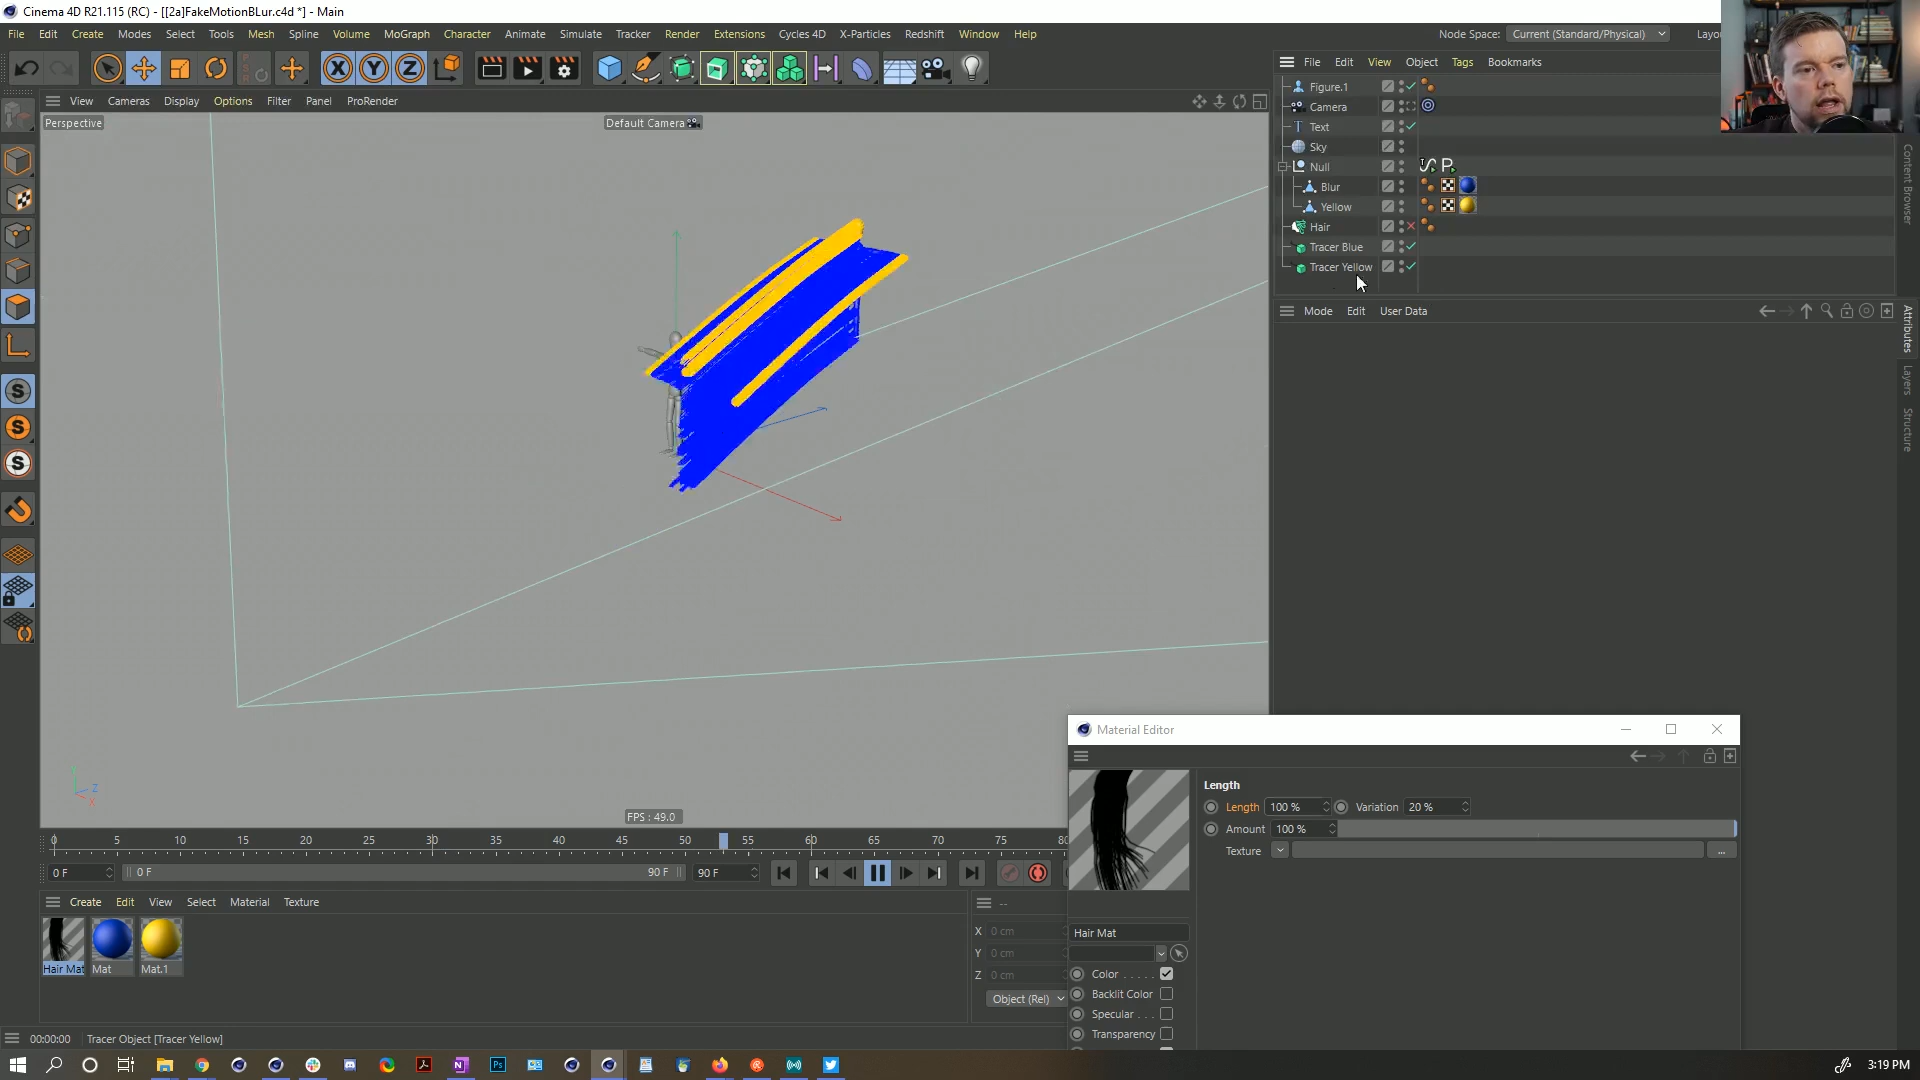 Cinema 4D R21.115 (RC) - [[2a]FakeMotionBLur.c4d *] - Main
File Edit Create Modes Select Tools Mesh Spline Volume MoGraph Character Animate Simulate Tracker Render Extensions Cycles 4D X-Particles Redshift Window Help
Node Space: Current (Standard/Physical) Layou
X Y Z
File Edit View Object Tags Bookmarks
View Cameras Display Options Filter Panel ProRender
Perspective
Default Camera
Figure.1
Camera
Text
Sky
Null
Blur
Yellow
Hair
Tracer Blue
Tracer Yellow
Content Browser
Mode Edit User Data
Attributes
Layers
Structure
Material Editor
Length
Length 100 % Variation 20 %
Amount 100 %
Texture ...
Hair Mat
Color
Backlit Color
Specular
Transparency
Z
X
FPS : 49.0
0 5 10 15 20 25 30 35 40 45 50 55 60 65 70 75 80
0 F 0 F 90 F 90 F
Create Edit View Select Material Texture
Hair Mat Mat Mat.1
--
X 0 cm
Y 0 cm
Z 0 cm
Object (Rel)
00:00:00 Tracer Object [Tracer Yellow]
3:19 PM